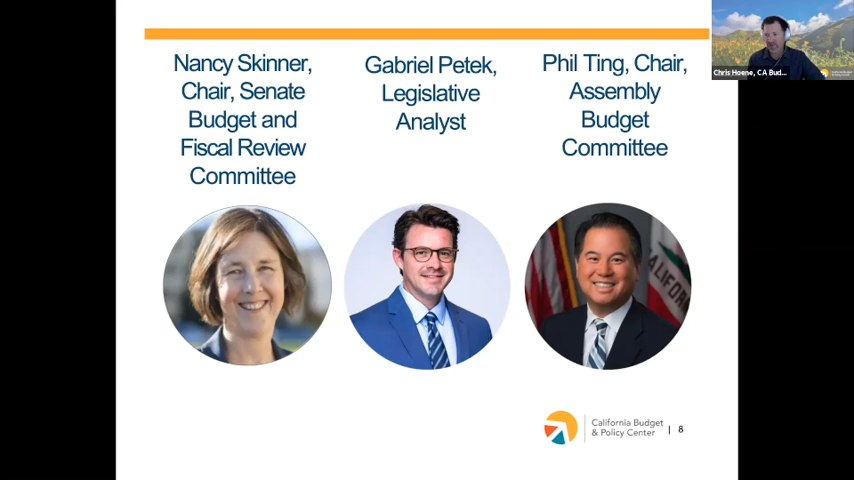 Nancy Skinner,
Chair, Senate
Budget and
Fiscal Review
Committee
Gabriel Petek,
Legislative
Analyst
Phil Ting, Chair,
Assembly
Budget
Committee
Chris Hoene, CA Bud...
CALIFORN
California Budget
& Policy Center
| 8